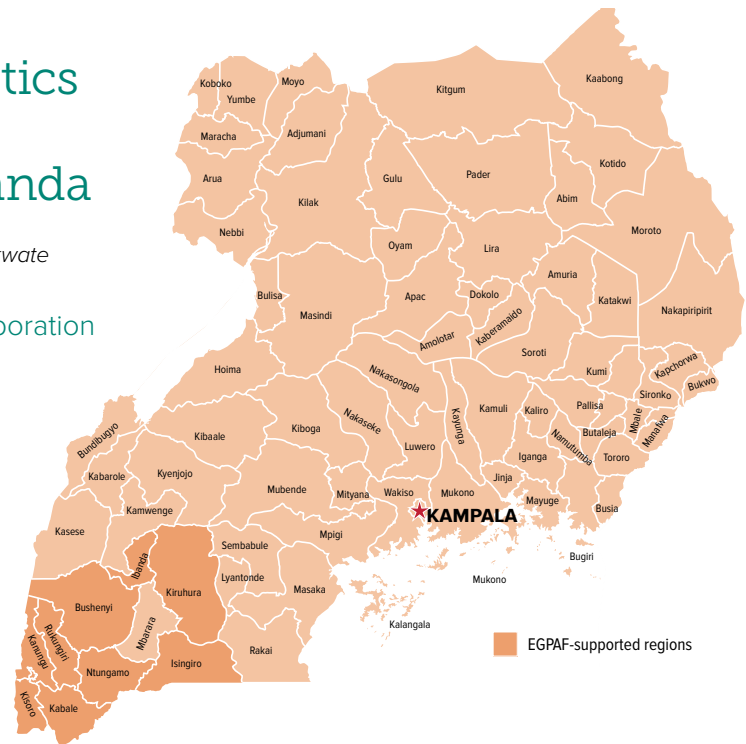 tics
Kaabong
Koboko
Moyo
Kitgum
Yumbe
Maracha
Adjumani
Kotido
anda
Arua
Gulu
Pader
Abim
Kilak
Nebbi
Moroto
wate
Oyam
Lira
Amuria
Bulisa
Apac
Dokolo
Katakwi
Masindi
Kaberamaido
Nakapiripirit
poration
Amolotar
Soroti
Hoima
Nakasongola
Kumi
Kapchorwa
Bukwo
Sironko
Kayunga
Kamuli
Kaliro
Pallisa
Mbale
Manafwa
Nakaseke
Kiboga
Luwero
Namutumba
Butaleja
Bundibugyo
Kibaale
Iganga
Tororo
Kabarole
Kyenjojo
Jinja
Mubende
Mityana
Wakiso
Mukono
Mayuge
Busia
Kamwenge
KAMPALA
Kasese
Mpigi
Sembabule
Bugiri
Ibanda
Lyantonde
Mukono
Kiruhura
Masaka
Bushenyi
Kalangala
Mbarara
Rukungiri
Kanungu
Rakai
EGPAF-supported regions
Isingiro
Ntungamo
Kisoro
Kabale